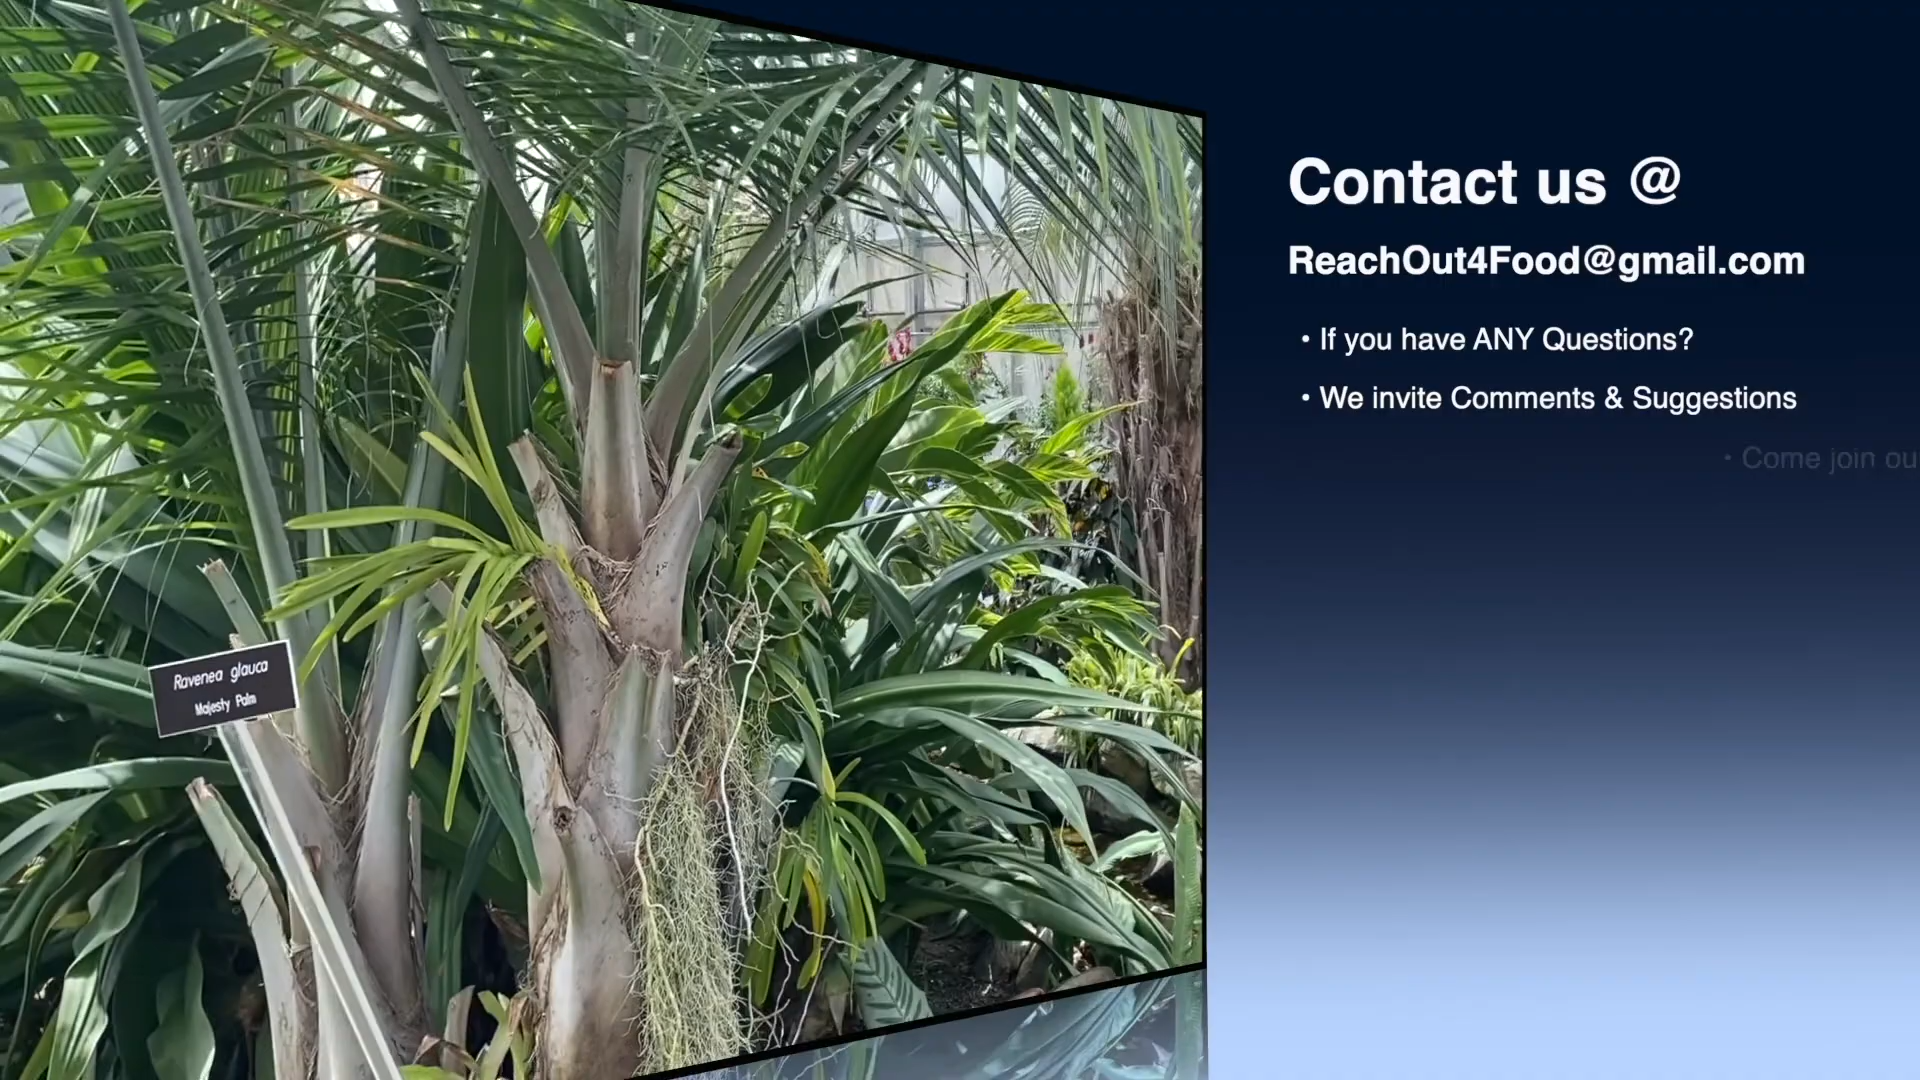 Contact us @
ReachOut4Food@gmail.com
• If you have ANY Questions?
• We invite Comments & Suggestions
• Come join ou
Ravenea glauca
Majesty Palm